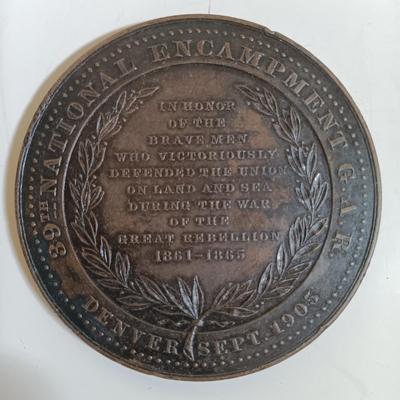 39TH NATIONAL ENCAMPMENT G.A.R.
IN HONOR
OF THE
BRAVE MEN
WHO VICTORIOUSLY
DEFENDED THE UNION
ON LAND AND SEA
DURING THE WAR
OF THE
GREAT REBELLION
1861–1865
DENVER SEPT. 1905